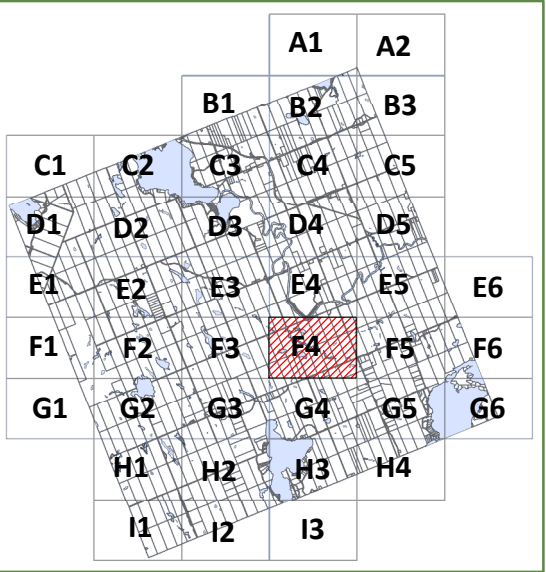 A1 A2
B1 B2 B3
C1 C2 C3 C4 C5
D1 D2 D3 D4 D5
E1 E2 E3 E4 E5 E6
F1 F2 F3 F4 F5 F6
G1 G2 G3 G4 G5 G6
H1 H2 H3 H4
I1 I2 I3